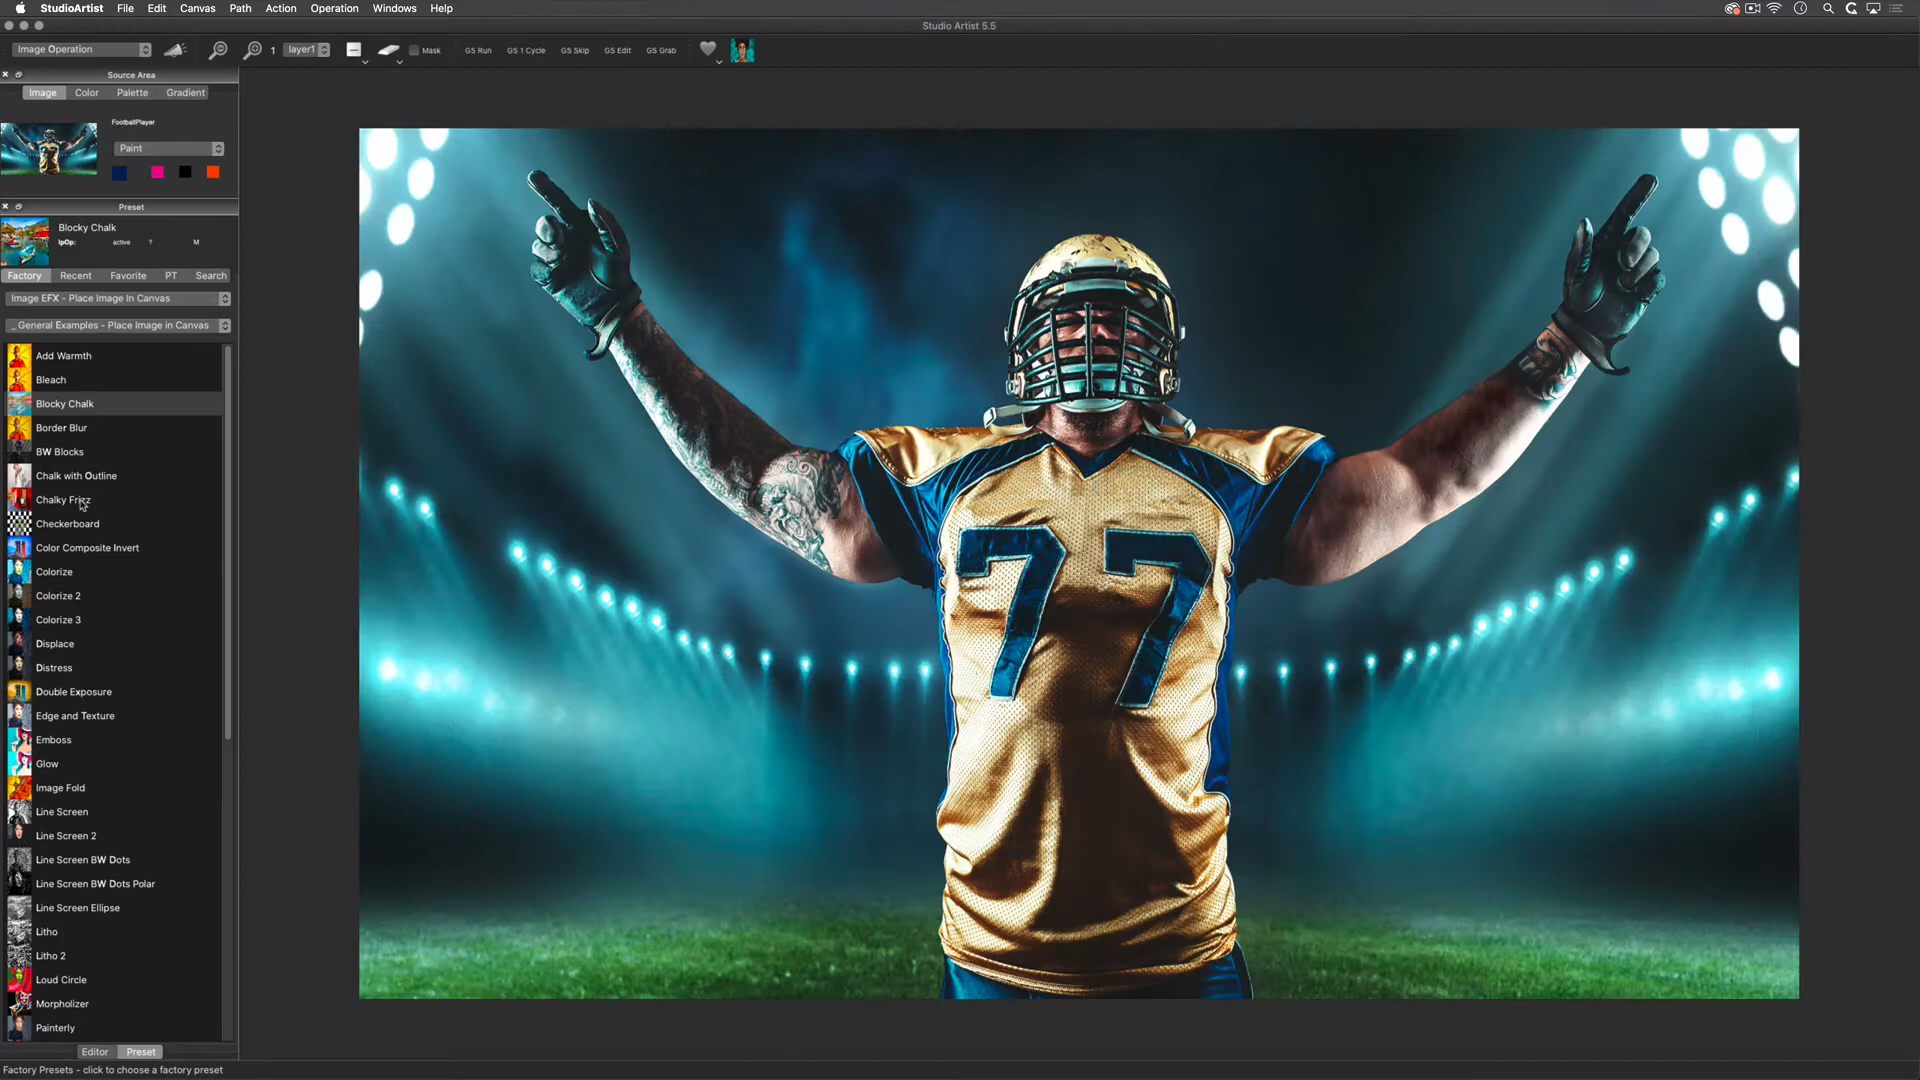 StudioArtist File Edit Canvas Path Action Operation Windows Help
Studio Artist 5.5
Image Operation 1 layer1 Mask GS Run GS 1 Cycle GS Skip GS Edit GS Grab
Source Area
Image Color Palette Gradient
FootballPlayer
Paint
Preset
Blocky Chalk
IpOp: active ? M
Factory Recent Favorite PT Search
Image EFX - Place Image In Canvas
_ General Examples - Place Image in Canvas
Add Warmth
Bleach
Blocky Chalk
Border Blur
BW Blocks
Chalk with Outline
Chalky
Checkerboard
Color Composite Invert
Colorize
Colorize 2
Colorize 3
Displace
Distress
Double Exposure
Edge and Texture
Emboss
Glow
Image Fold
Line Screen
Line Screen 2
Line Screen BW Dots
Line Screen BW Dots Polar
Line Screen Ellipse
Litho
Litho 2
Loud Circle
Morpholizer
Painterly
Editor Preset
Factory Presets - click to choose a factory preset
77